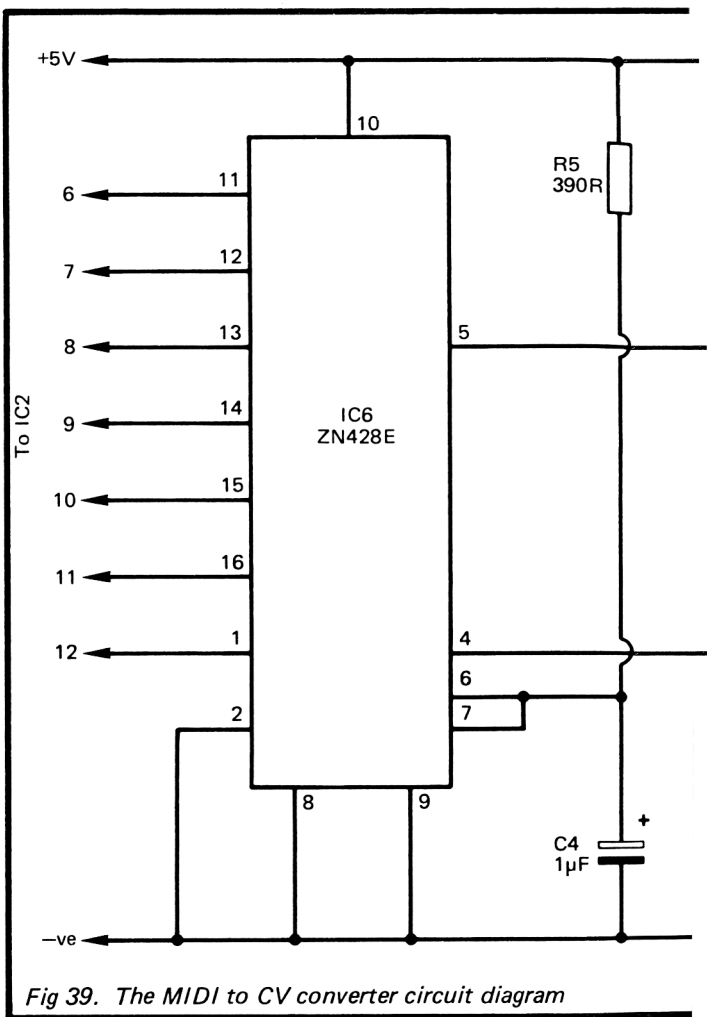 +5V
10
R5
390R
6
11
7
12
8
13
5
To IC2
9
14
IC6
ZN428E
10
15
11
16
12
1
4
6
2
7
8
9
+
C4
1µF
−ve
Fig 39. The MIDI to CV converter circuit diagram